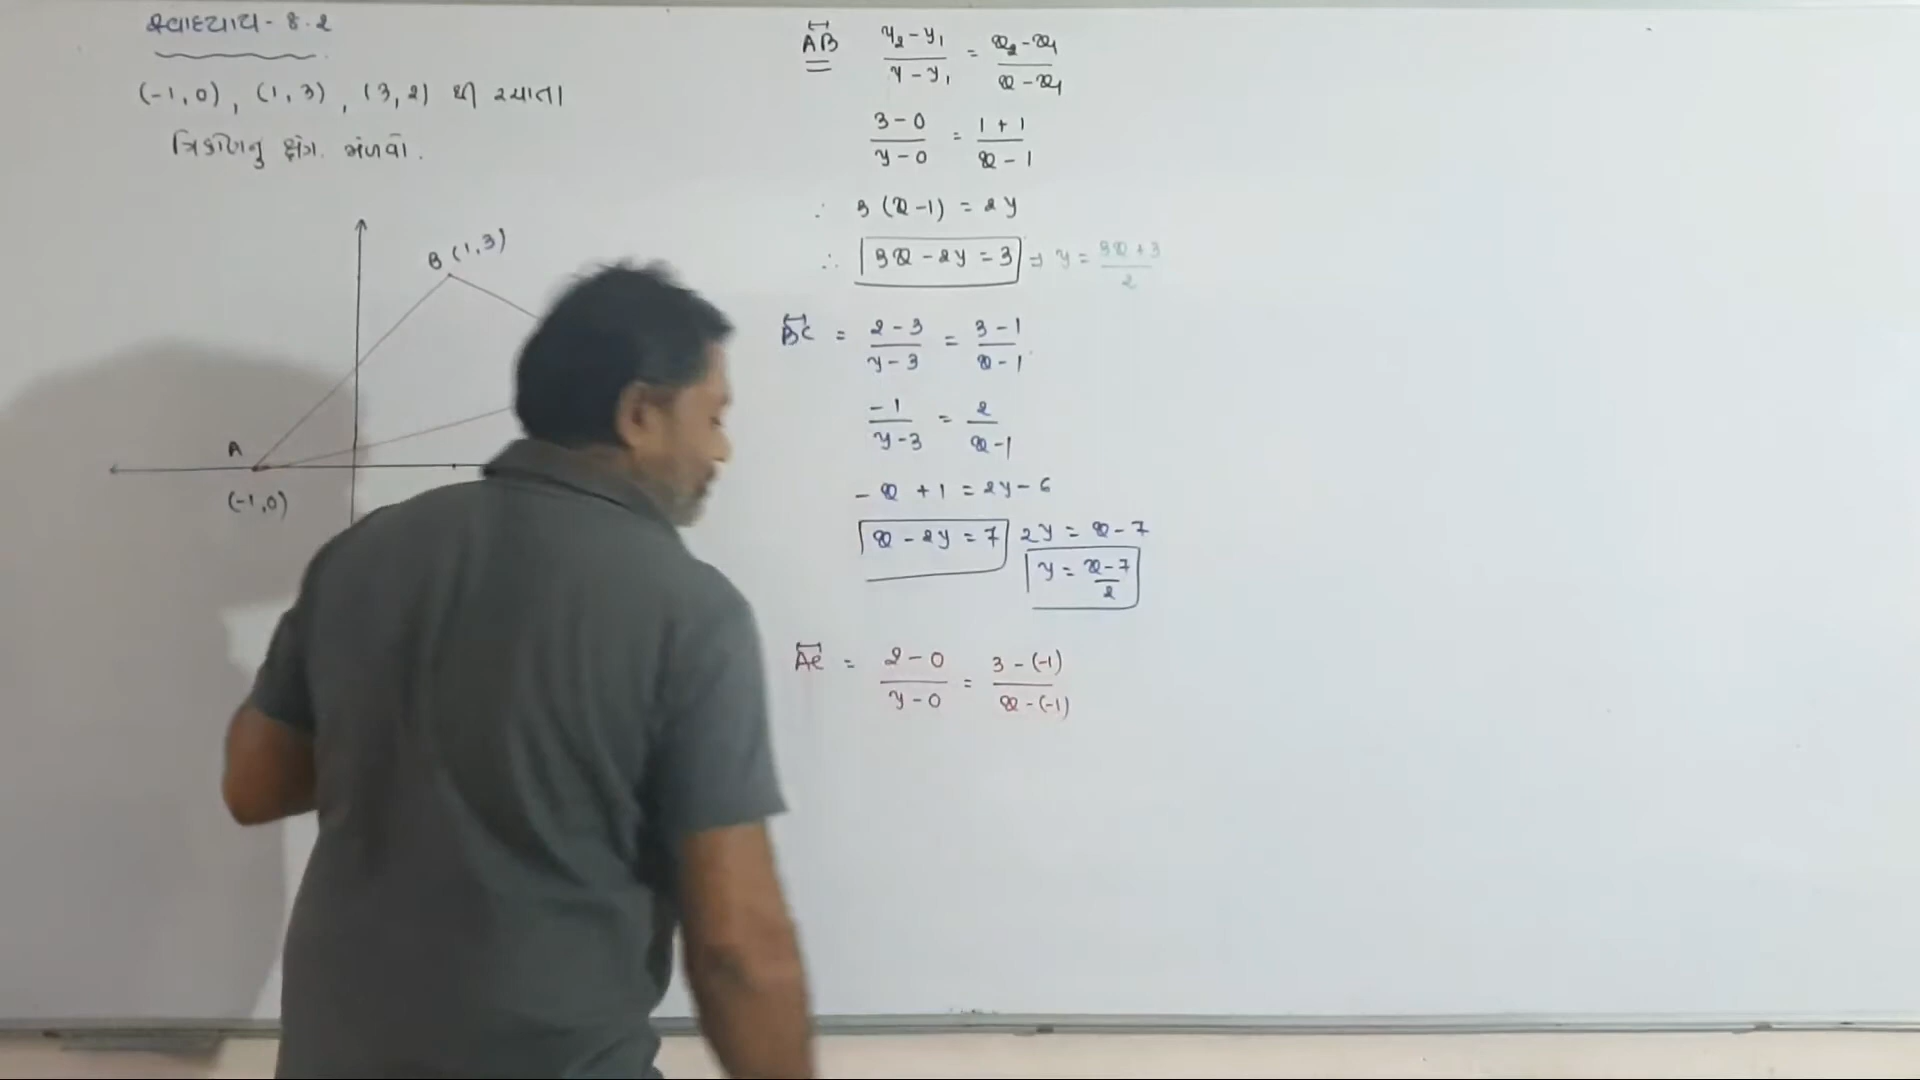 સ્વાધ્યાય - 8.2
(-1,0), (1,3), (3,2) થી રચાતા
ત્રિકોણનું ક્ષેત્ર. મેળવો.
B (1,3)
A
(-1,0)
AB (y₂ - y₁)/(y - y₁) = (x₂ - x₁)/(x - x₁)
(3 - 0)/(y - 0) = (1 + 1)/(x - 1)
∴ 3 (x - 1) = 2y
∴ 3x - 2y = 3 ⇒ y = (3x + 3)/2
BC = (2 - 3)/(y - 3) = (3 - 1)/(x - 1)
-1/(y - 3) = 2/(x - 1)
- x + 1 = 2y - 6
x - 2y = 7 2y = x - 7
y = (x - 7)/2
AC = (2 - 0)/(y - 0) = (3 - (-1))/(x - (-1))